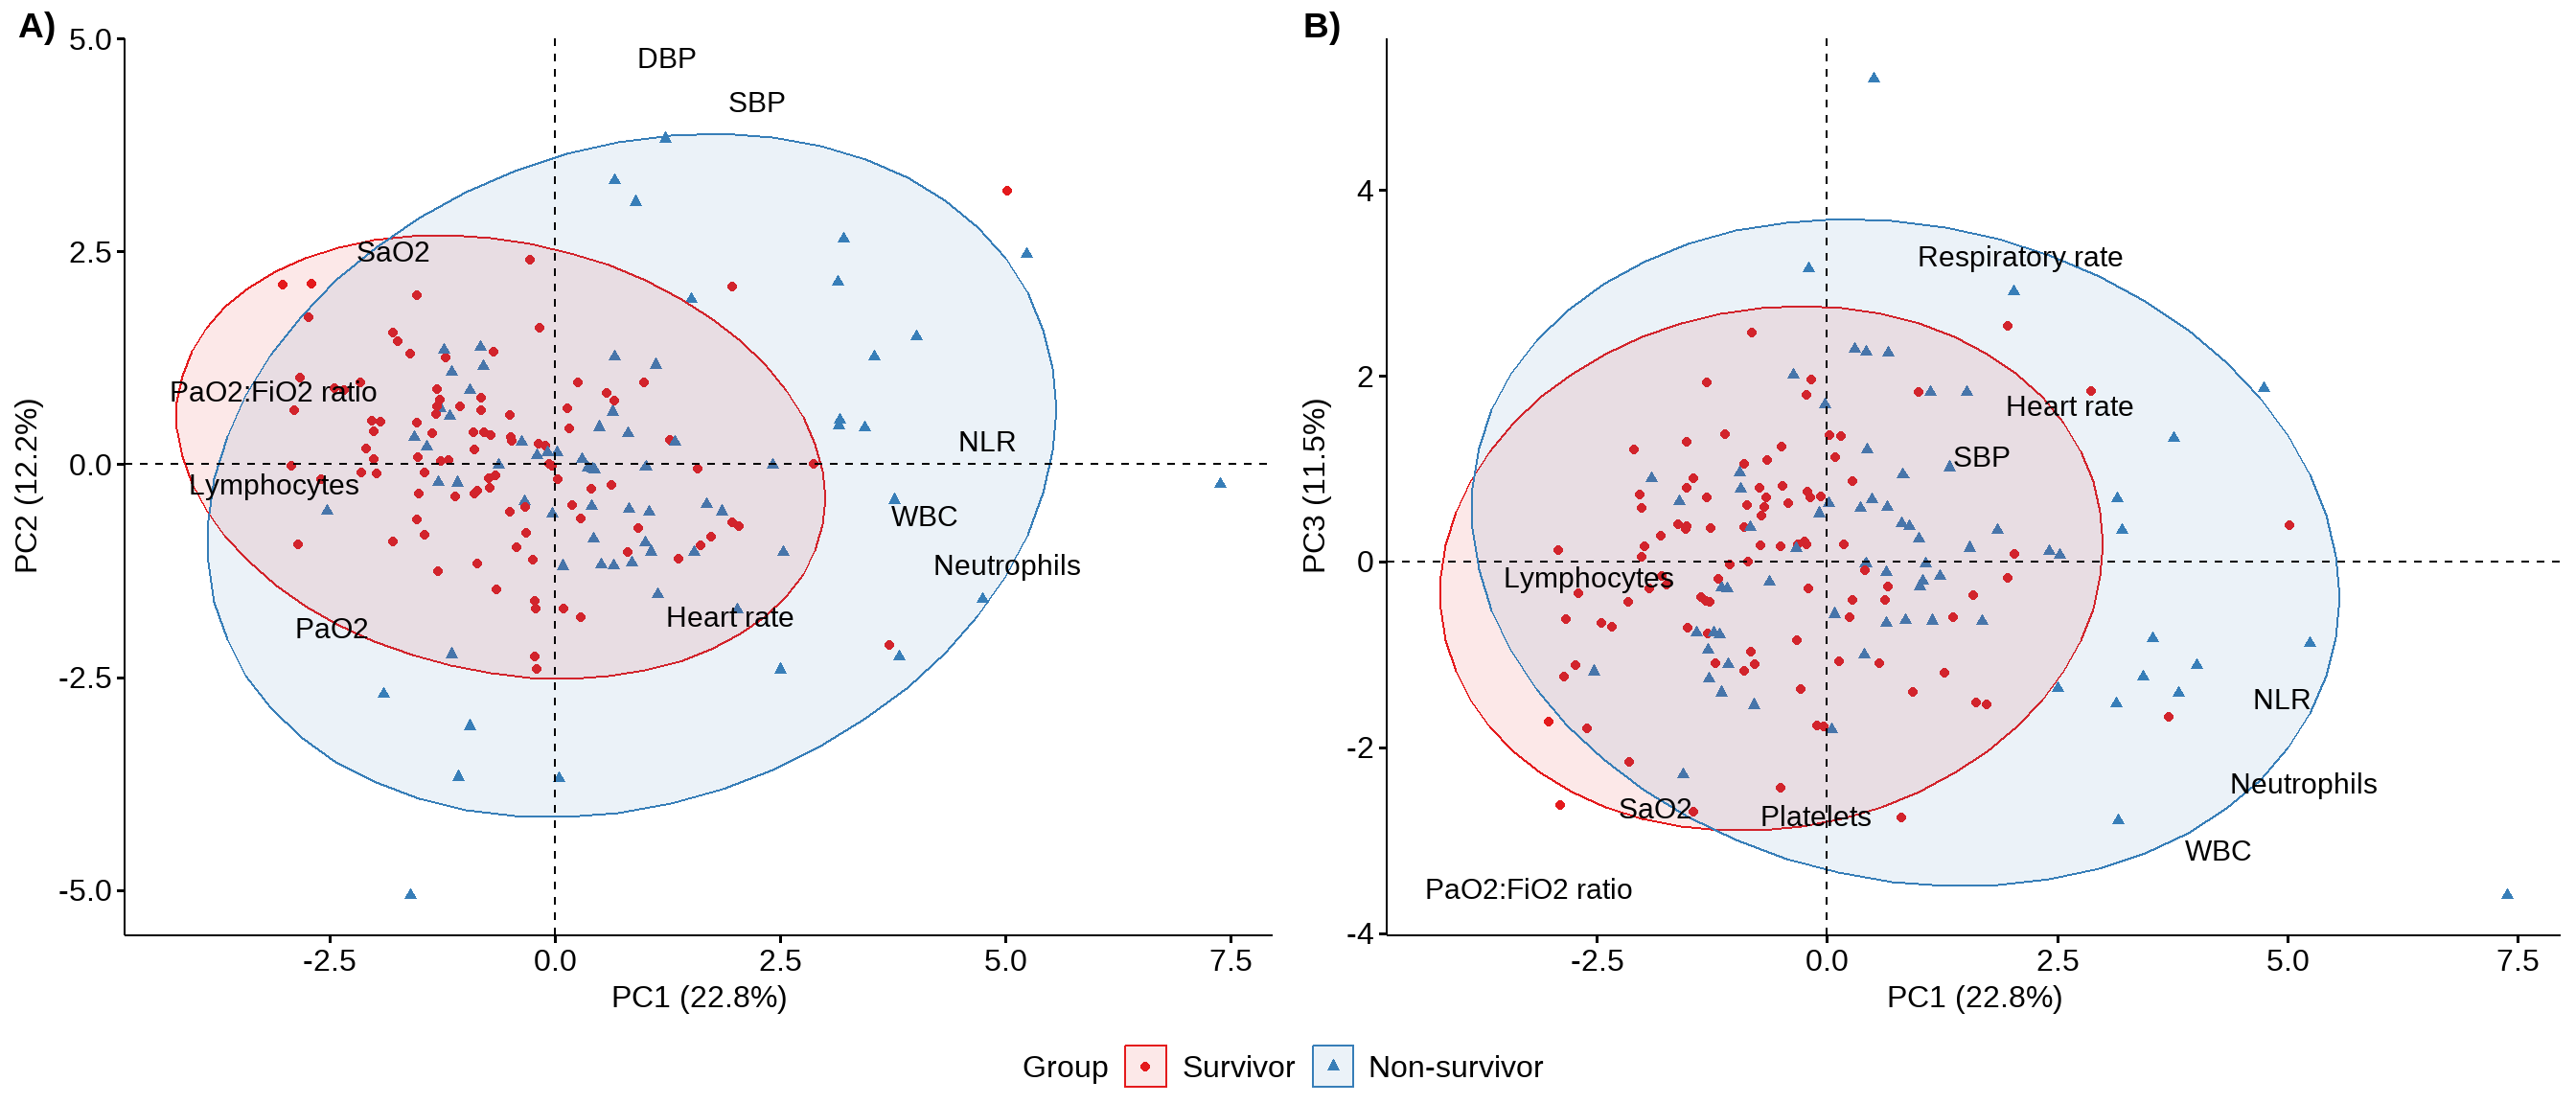 A)
5.0
2.5
0.0
-2.5
-5.0
PC2 (12.2%)
DBP
SBP
SaO2
PaO2:FiO2 ratio
NLR
Lymphocytes
WBC
Neutrophils
Heart rate
PaO2
-2.5 0.0 2.5 5.0 7.5
PC1 (22.8%)
B)
4
2
0
-2
-4
PC3 (11.5%)
Respiratory rate
Heart rate
SBP
Lymphocytes
NLR
Neutrophils
SaO2
Platelets
WBC
PaO2:FiO2 ratio
-2.5 0.0 2.5 5.0 7.5
PC1 (22.8%)
Group Survivor Non-survivor